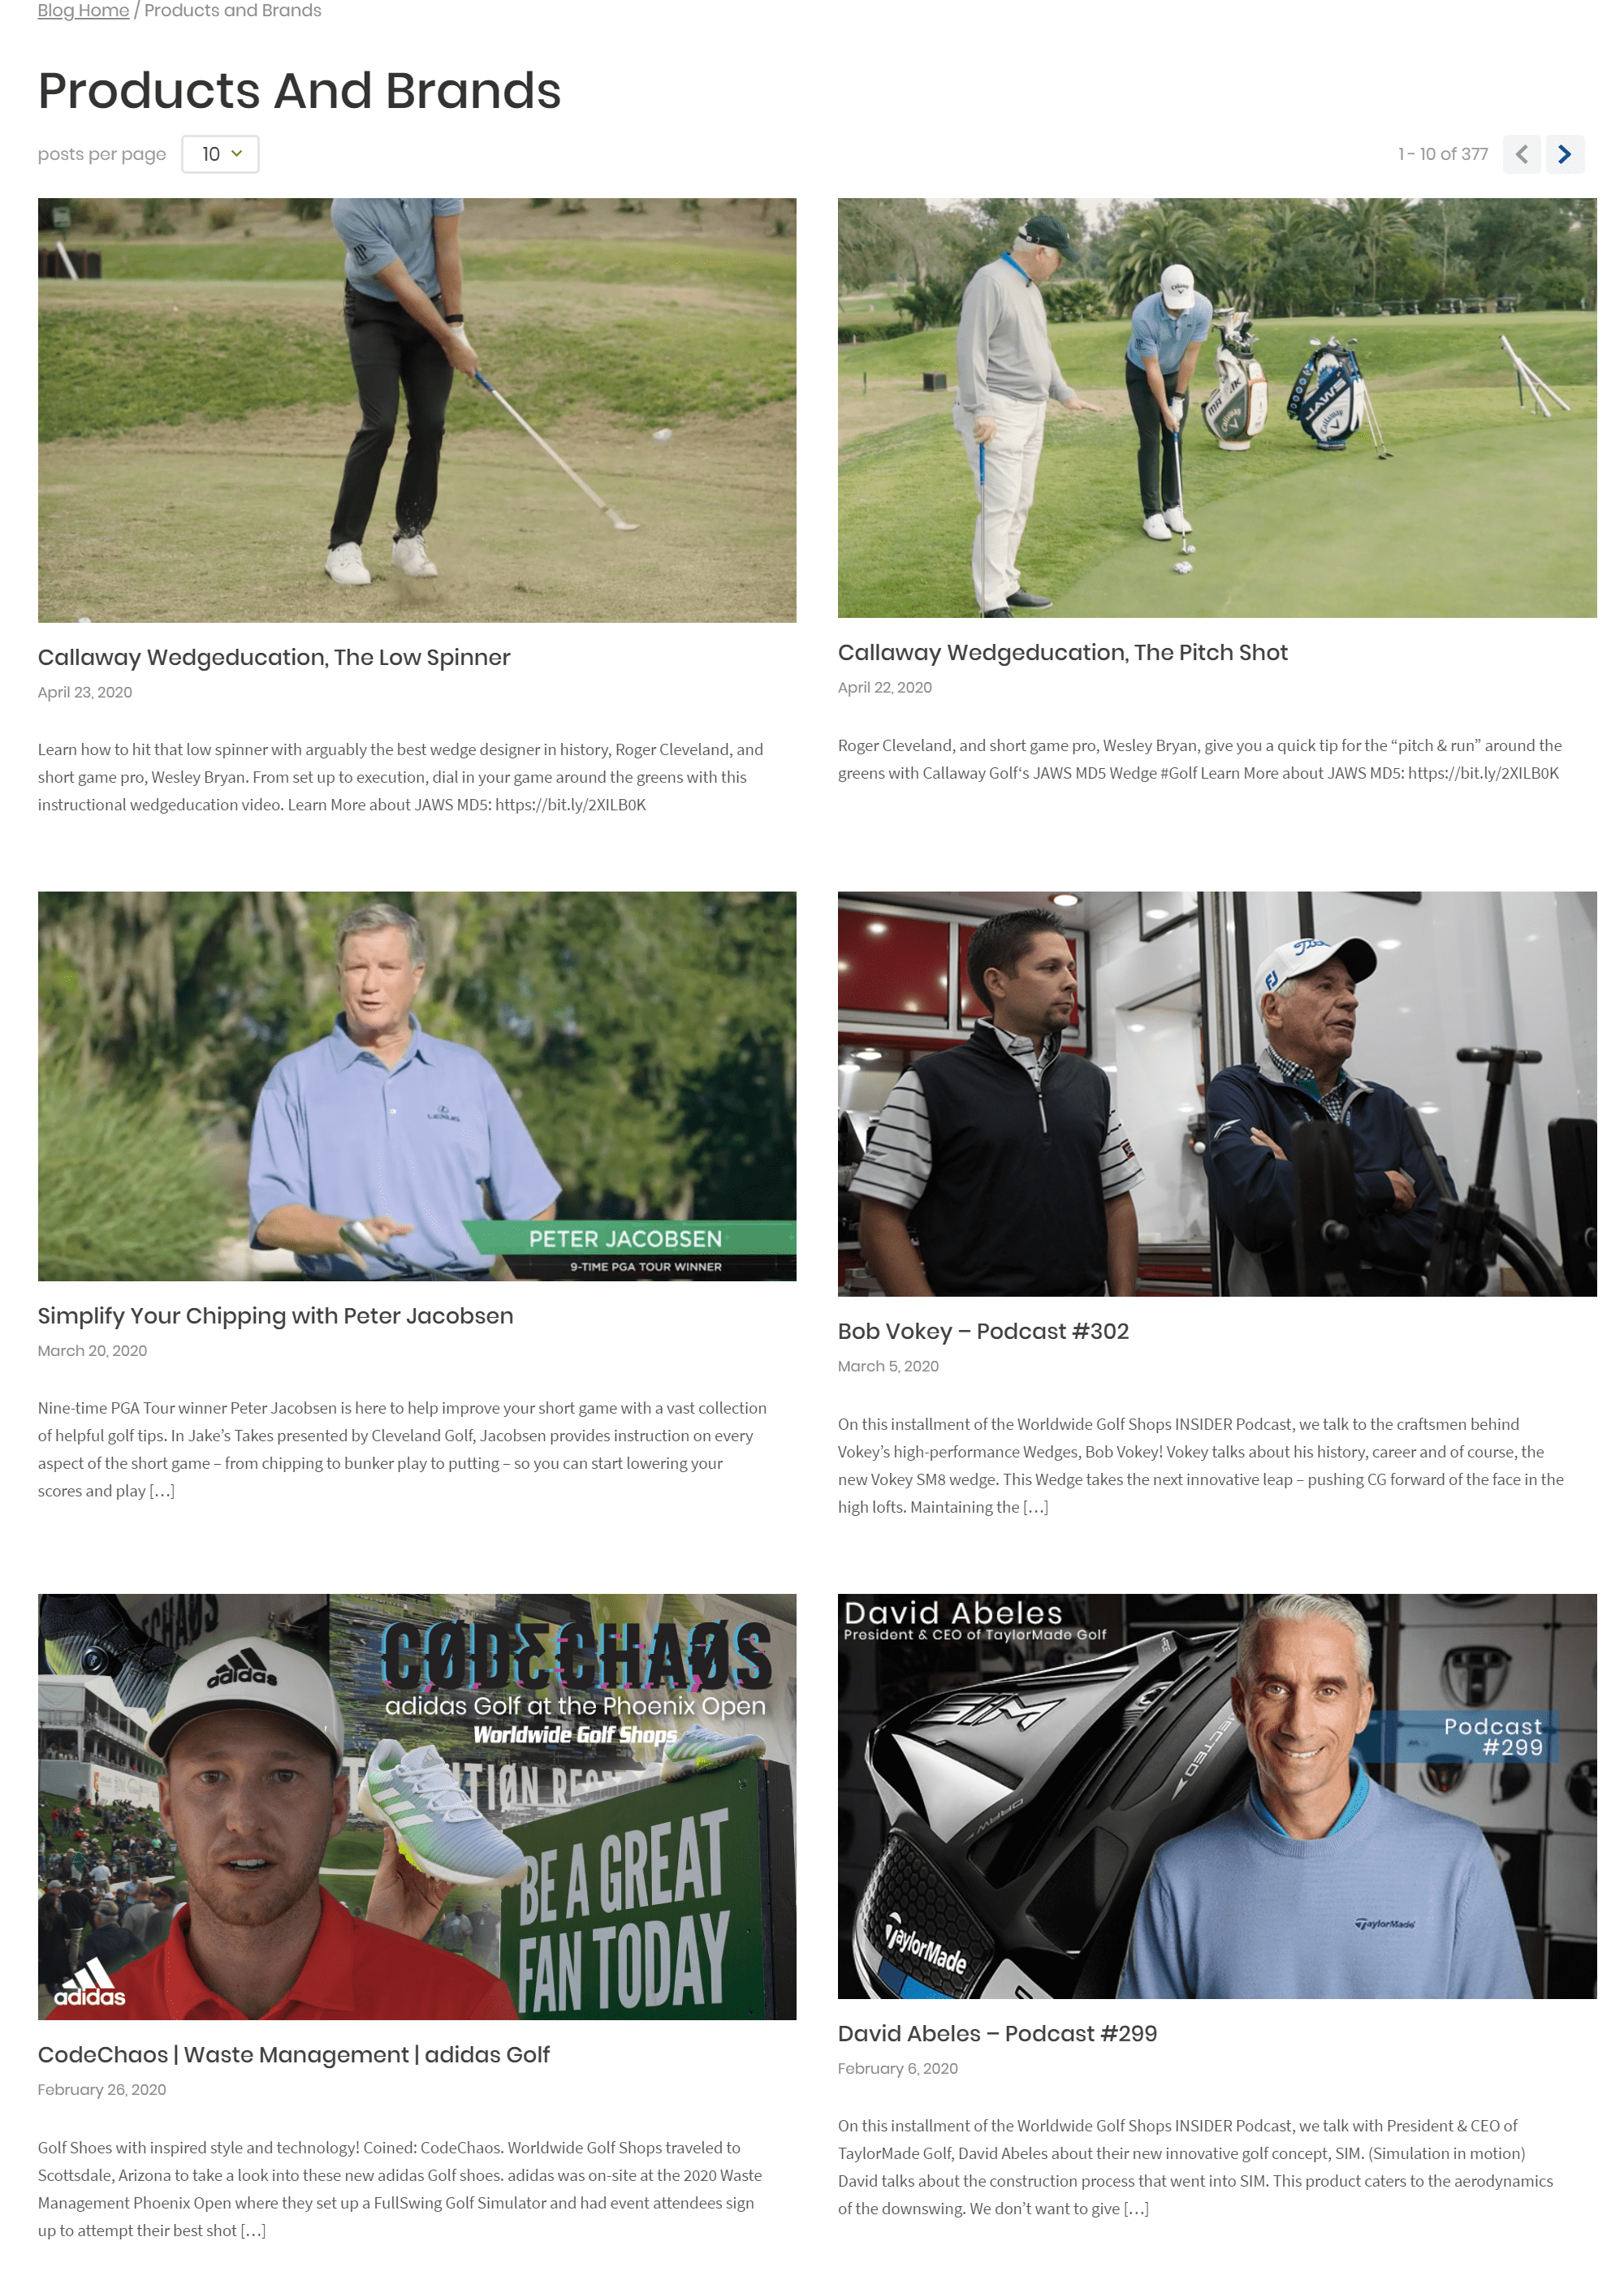 Blog Home / Products and Brands
Products And Brands
posts per page 10
1 - 10 of 377
Callaway
MD
JAWS
Callaway
Callaway
Callaway Wedgeducation, The Low Spinner
April 23, 2020
Learn how to hit that low spinner with arguably the best wedge designer in history, Roger Cleveland, and
short game pro, Wesley Bryan. From set up to execution, dial in your game around the greens with this
instructional wedgeducation video. Learn More about JAWS MD5: https://bit.ly/2XILB0K
Callaway Wedgeducation, The Pitch Shot
April 22, 2020
Roger Cleveland, and short game pro, Wesley Bryan, give you a quick tip for the “pitch & run” around the
greens with Callaway Golf‘s JAWS MD5 Wedge #Golf Learn More about JAWS MD5: https://bit.ly/2XILB0K
LEXUS
PETER JACOBSEN
9-TIME PGA TOUR WINNER
Simplify Your Chipping with Peter Jacobsen
March 20, 2020
Nine-time PGA Tour winner Peter Jacobsen is here to help improve your short game with a vast collection
of helpful golf tips. In Jake’s Takes presented by Cleveland Golf, Jacobsen provides instruction on every
aspect of the short game – from chipping to bunker play to putting – so you can start lowering your
scores and play […]
FJ
Bob Vokey – Podcast #302
March 5, 2020
On this installment of the Worldwide Golf Shops INSIDER Podcast, we talk to the craftsmen behind
Vokey’s high-performance Wedges, Bob Vokey! Vokey talks about his history, career and of course, the
new Vokey SM8 wedge. This Wedge takes the next innovative leap – pushing CG forward of the face in the
high lofts. Maintaining the […]
CØD3CHAØS
adidas Golf at the Phoenix Open
Worldwide Golf Shops
adidas
BE A GREAT
FAN TODAY
adidas
CodeChaos | Waste Management | adidas Golf
February 26, 2020
Golf Shoes with inspired style and technology! Coined: CodeChaos. Worldwide Golf Shops traveled to
Scottsdale, Arizona to take a look into these new adidas Golf shoes. adidas was on-site at the 2020 Waste
Management Phoenix Open where they set up a FullSwing Golf Simulator and had event attendees sign
up to attempt their best shot […]
David Abeles
President & CEO of TaylorMade Golf
SIM
DRAW
Podcast
#299
TaylorMade
TaylorMade
David Abeles – Podcast #299
February 6, 2020
On this installment of the Worldwide Golf Shops INSIDER Podcast, we talk with President & CEO of
TaylorMade Golf, David Abeles about their new innovative golf concept, SIM. (Simulation in motion)
David talks about the construction process that went into SIM. This product caters to the aerodynamics
of the downswing. We don’t want to give […]